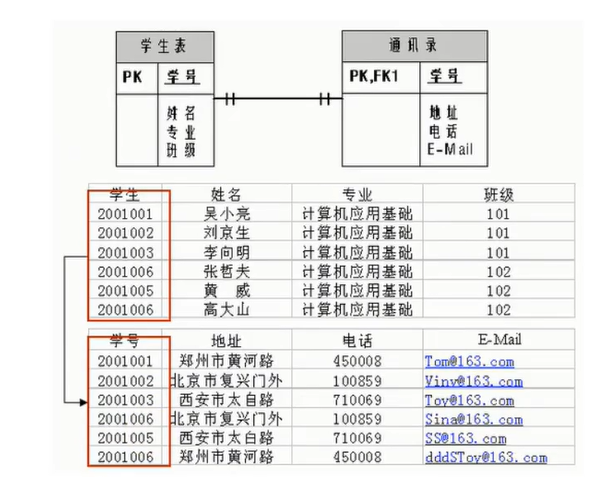 学生表
PK 学号
姓名
专业
班级
通讯录
PK,FK1 学号
地址
电话
E-Mail
学生 姓名 专业 班级
2001001 吴小亮 计算机应用基础 101
2001002 刘京生 计算机应用基础 101
2001003 李向明 计算机应用基础 101
2001006 张哲夫 计算机应用基础 102
2001005 黄 威 计算机应用基础 102
2001006 高大山 计算机应用基础 102
学号 地址 电话 E-Mail
2001001 郑州市黄河路 450008 Tom@163.com
2001002 北京市复兴门外 100859 Vinv@163.com
2001003 西安市太白路 710069 Toy@163.com
2001006 北京市复兴门外 100859 Sina@163.com
2001005 西安市太白路 710069 SS@163.com
2001006 郑州市黄河路 450008 dddSToy@163.com